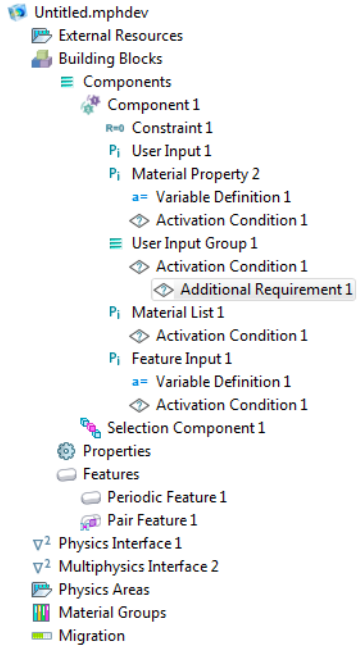 Untitled.mphdev
External Resources
Building Blocks
Components
Component 1
R=0 Constraint 1
Pi User Input 1
Pi Material Property 2
a= Variable Definition 1
? Activation Condition 1
User Input Group 1
? Activation Condition 1
? Additional Requirement 1
Pi Material List 1
? Activation Condition 1
Pi Feature Input 1
a= Variable Definition 1
? Activation Condition 1
Selection Component 1
Properties
Features
Periodic Feature 1
Pair Feature 1
∇² Physics Interface 1
∇² Multiphysics Interface 2
Physics Areas
Material Groups
Migration